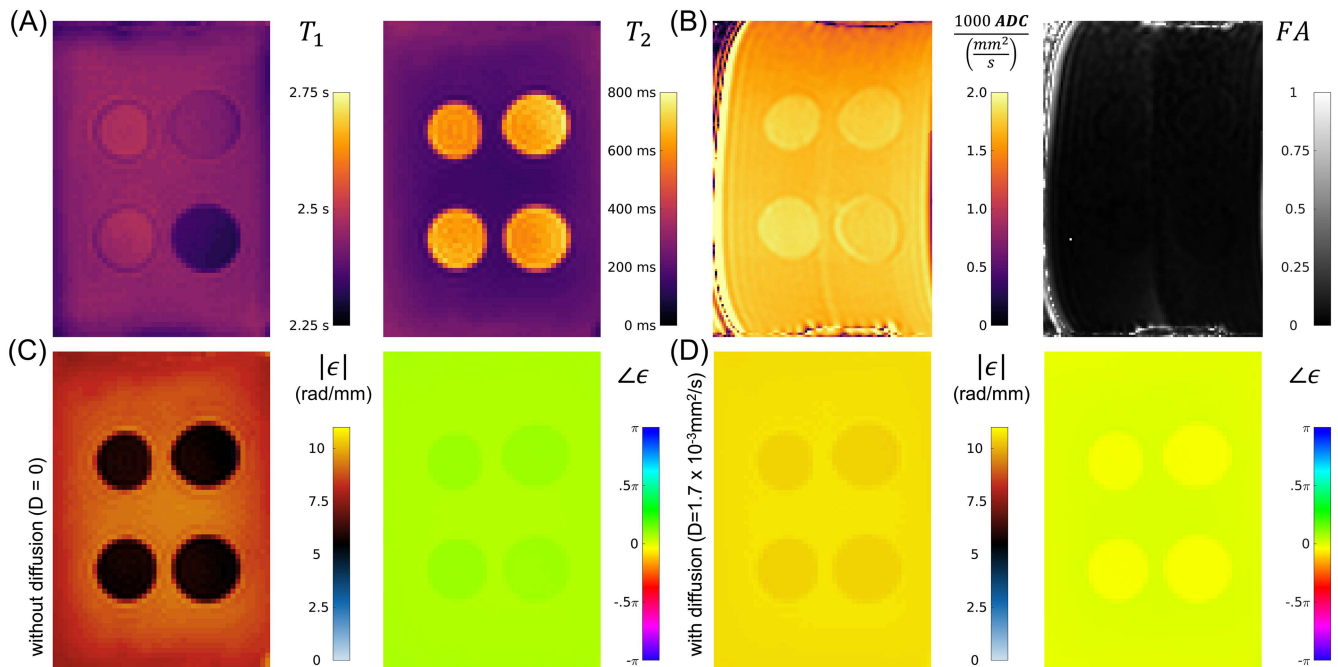 (A)
T₁
2.75 s
2.5 s
2.25 s
T₂
800 ms
600 ms
400 ms
200 ms
0 ms
(B)
1000 ADC
(mm²
s)
2.0
1.5
1.0
0.5
0
FA
1
0.75
0.5
0.25
0
(C)
without diffusion (D = 0)
|ϵ|
(rad/mm)
10
7.5
5
2.5
0
∠ϵ
π
.5π
0
-.5π
-π
(D)
with diffusion (D=1.7 x 10⁻³mm²/s)
|ϵ|
(rad/mm)
10
7.5
5
2.5
0
∠ϵ
π
.5π
0
-.5π
-π